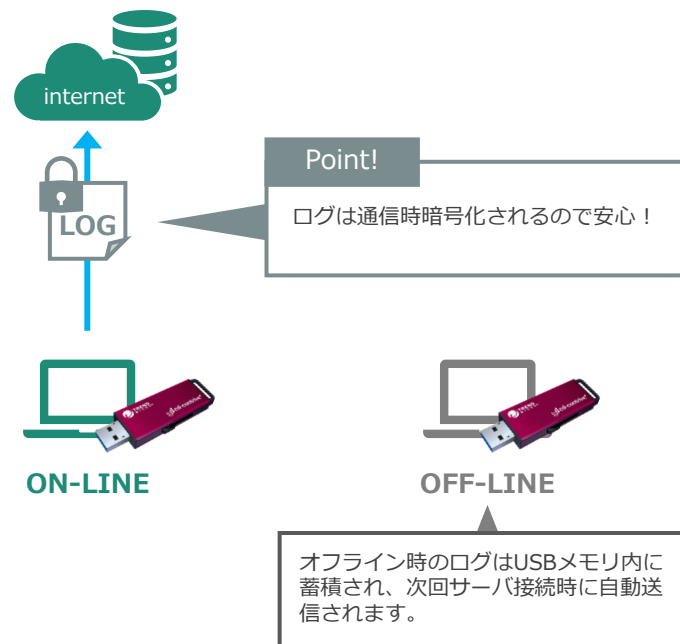 internet
Point!
ログは通信時暗号化されるので安心！
LOG
TREND
ON-LINE
TREND
OFF-LINE
オフライン時のログはUSBメモリ内に
蓄積され、次回サーバ接続時に自動送
信されます。